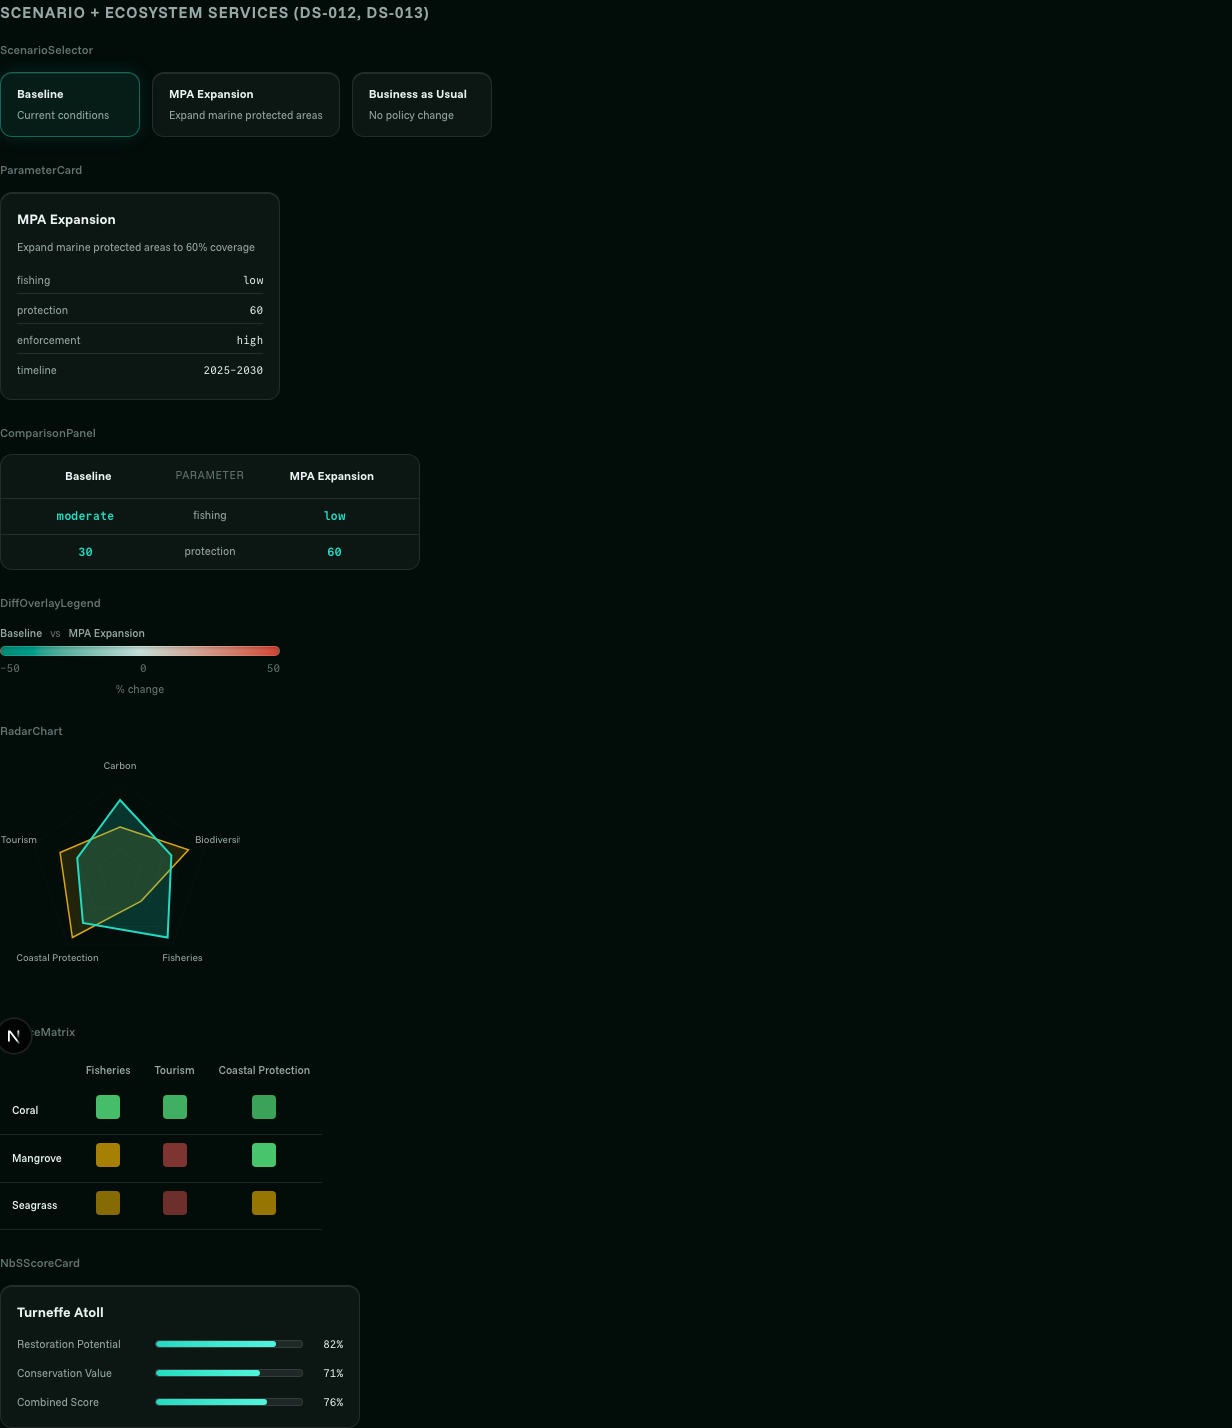 SCENARIO + ECOSYSTEM SERVICES (DS-012, DS-013)
ScenarioSelector
Baseline
Current conditions
MPA Expansion
Expand marine protected areas
Business as Usual
No policy change
ParameterCard
MPA Expansion
Expand marine protected areas to 60% coverage
fishing low
protection 60
enforcement high
timeline 2025–2030
ComparisonPanel
Baseline PARAMETER MPA Expansion
moderate fishing low
30 protection 60
DiffOverlayLegend
Baseline vs MPA Expansion
-50 0 50
% change
RadarChart
Carbon
Tourism Biodiversit
Coastal Protection Fisheries
N ceMatrix
Fisheries Tourism Coastal Protection
Coral
Mangrove
Seagrass
NbSScoreCard
Turneffe Atoll
Restoration Potential 82%
Conservation Value 71%
Combined Score 76%